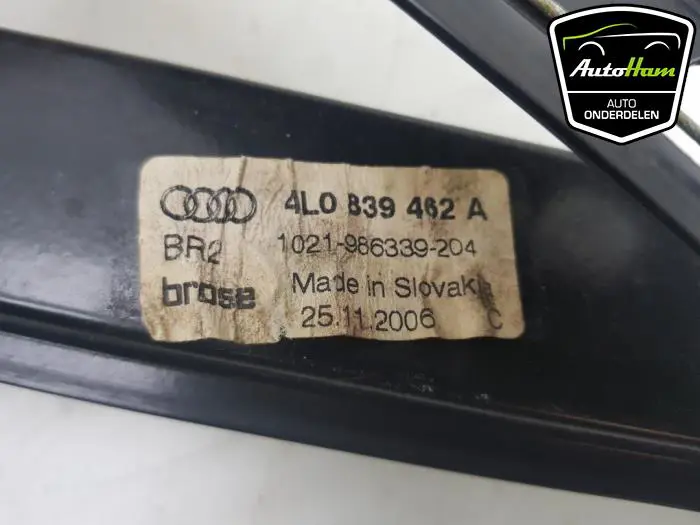 AutoHam
AUTO
ONDERDELEN
4L0 839 462 A
BR2 1021-986339-204
brose Made in Slovakia
25.11.2006 C